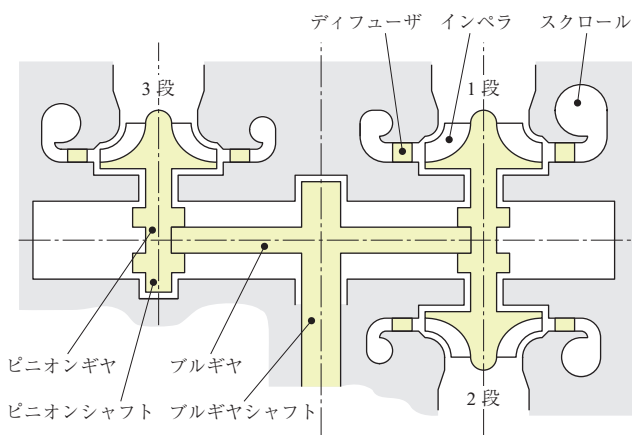 ディフューザ インペラ スクロール
3段 1段
ピニオンギヤ ブルギヤ
ピニオンシャフト ブルギヤシャフト
2段